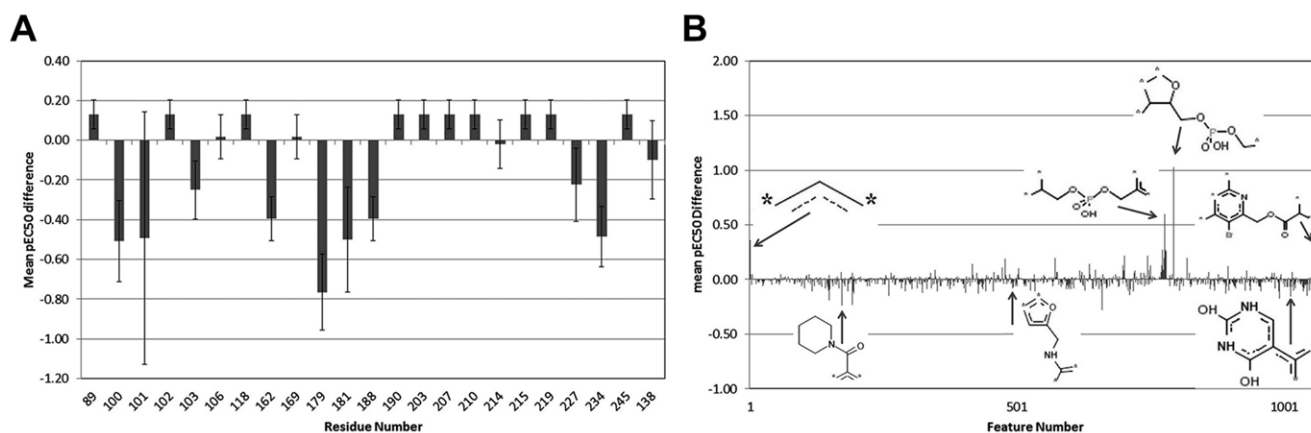 A
0.40
0.20
0.00
-0.20
-0.40
-0.60
-0.80
-1.00
-1.20
Mean pEC50 difference
89 100 101 102 103 106 118 162 169 179 181 188 190 203 207 210 214 215 219 227 234 245 138
Residue Number
B
2.00
1.50
1.00
0.50
0.00
-0.50
-1.00
mean pEC50 Difference
1 501 1001
Feature Number
* *
O
O
P
O
O
OH
O
P
O
O
OH
N
O
O
Br
N
O
O
NH
OH
NH
NH
OH